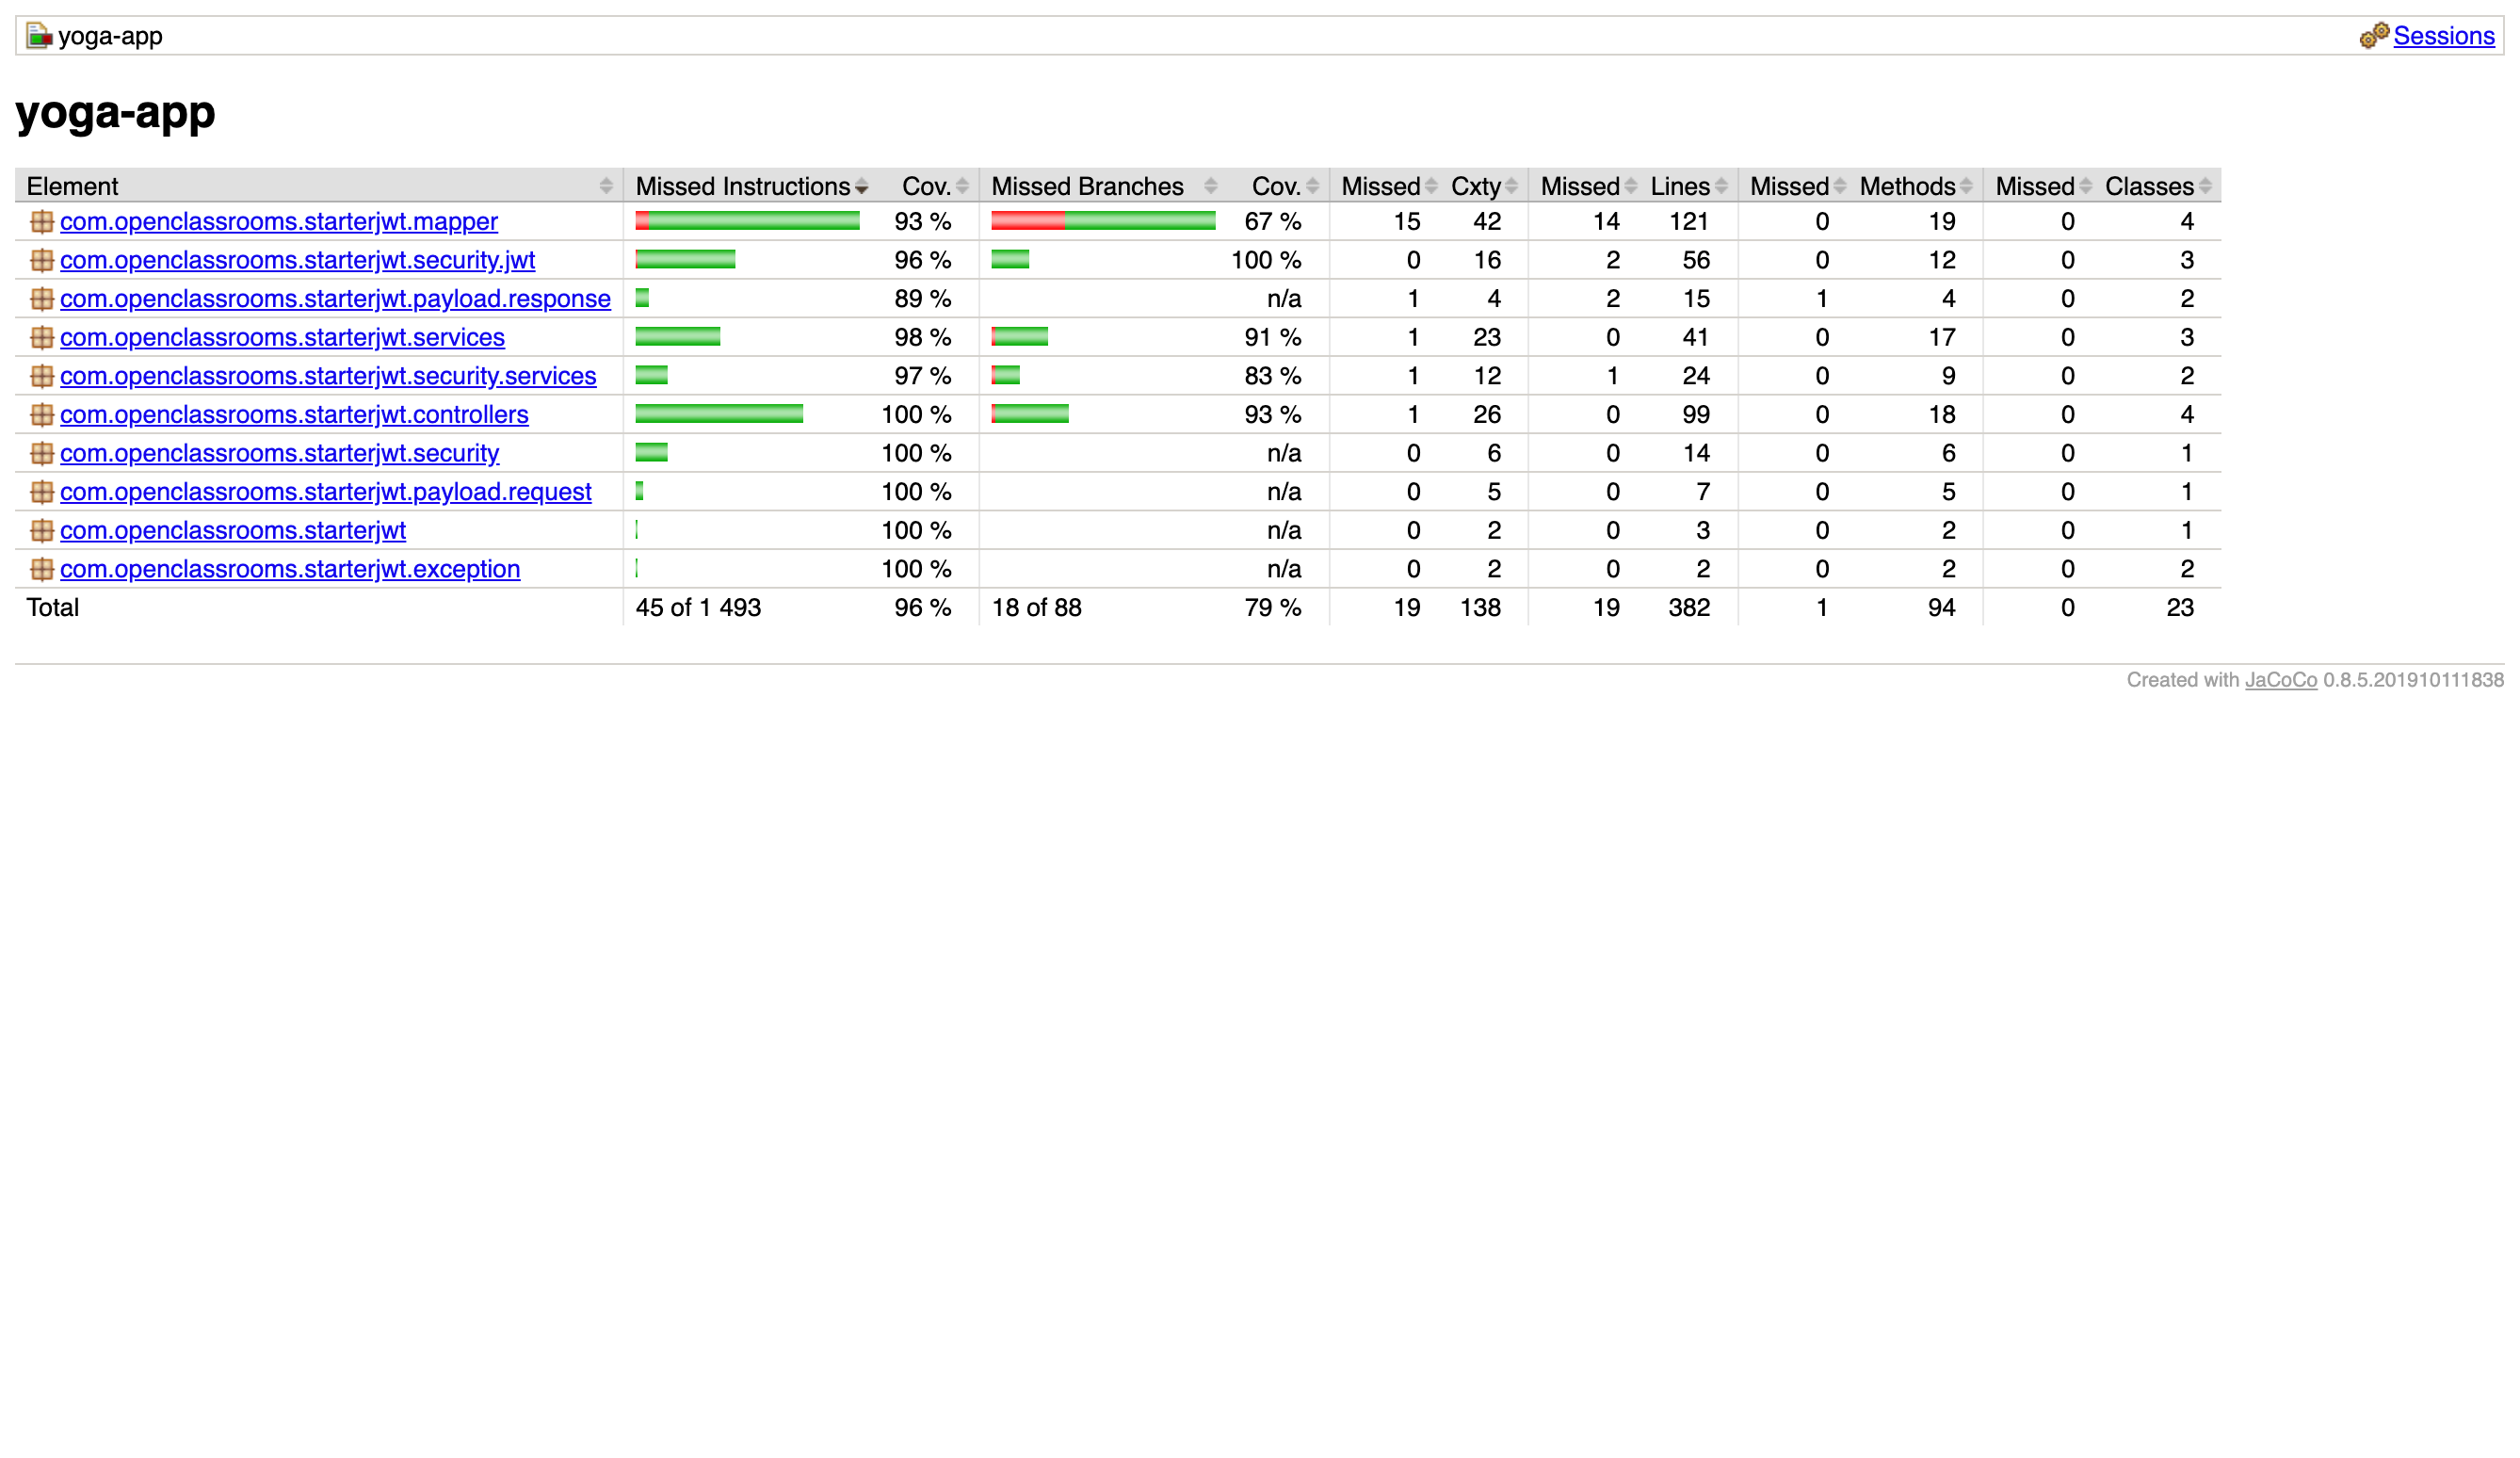 yoga-app Sessions
yoga-app
Element Missed Instructions Cov. Missed Branches Cov. Missed Cxty Missed Lines Missed Methods Missed Classes
com.openclassrooms.starterjwt.mapper 93 % 67 % 15 42 14 121 0 19 0 4
com.openclassrooms.starterjwt.security.jwt 96 % 100 % 0 16 2 56 0 12 0 3
com.openclassrooms.starterjwt.payload.response 89 % n/a 1 4 2 15 1 4 0 2
com.openclassrooms.starterjwt.services 98 % 91 % 1 23 0 41 0 17 0 3
com.openclassrooms.starterjwt.security.services 97 % 83 % 1 12 1 24 0 9 0 2
com.openclassrooms.starterjwt.controllers 100 % 93 % 1 26 0 99 0 18 0 4
com.openclassrooms.starterjwt.security 100 % n/a 0 6 0 14 0 6 0 1
com.openclassrooms.starterjwt.payload.request 100 % n/a 0 5 0 7 0 5 0 1
com.openclassrooms.starterjwt 100 % n/a 0 2 0 3 0 2 0 1
com.openclassrooms.starterjwt.exception 100 % n/a 0 2 0 2 0 2 0 2
Total 45 of 1 493 96 % 18 of 88 79 % 19 138 19 382 1 94 0 23
Created with JaCoCo 0.8.5.201910111838